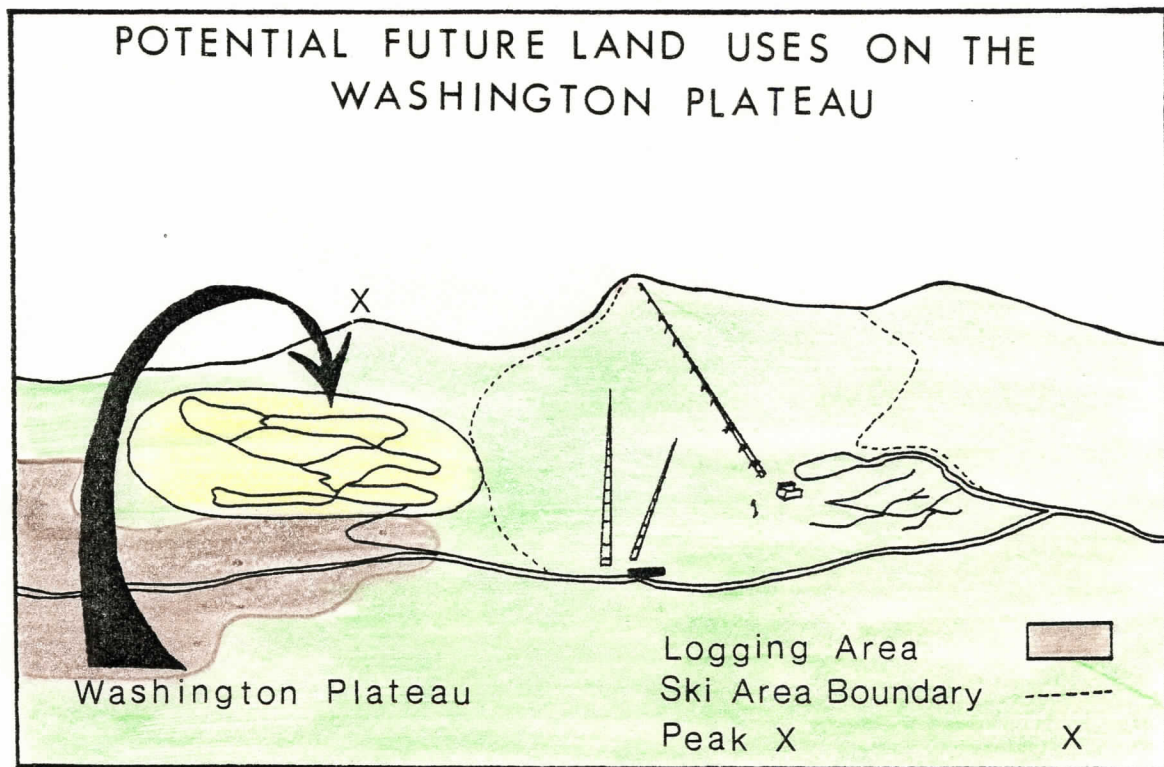 POTENTIAL FUTURE LAND USES ON THE
WASHINGTON PLATEAU
X
Washington Plateau
Logging Area
Ski Area Boundary
Peak X X